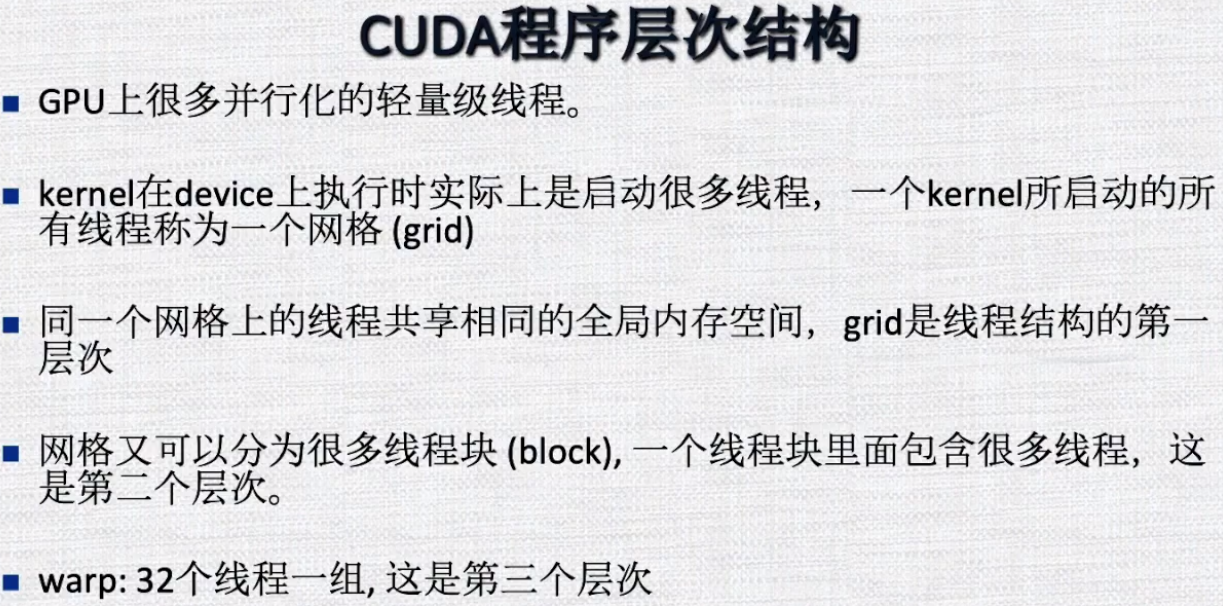 CUDA程序层次结构
GPU上很多并行化的轻量级线程。
kernel在device上执行时实际上是启动很多线程，一个kernel所启动的所
有线程称为一个网格 (grid)
同一个网格上的线程共享相同的全局内存空间，grid是线程结构的第一
层次
网格又可以分为很多线程块 (block), 一个线程块里面包含很多线程，这
是第二个层次。
warp: 32个线程一组, 这是第三个层次